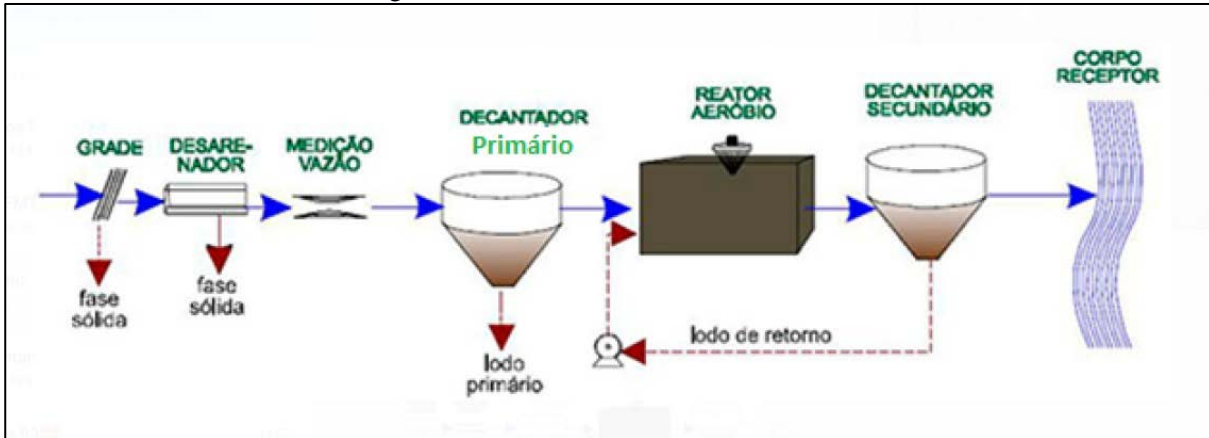 GRADE
DESARE-
NADOR
MEDIÇÃO
VAZÃO
DECANTADOR
Primário
REATOR
AERÓBIO
DECANTADOR
SECUNDÁRIO
CORPO
RECEPTOR
fase
sólida
fase
sólida
lodo
primário
lodo de retorno